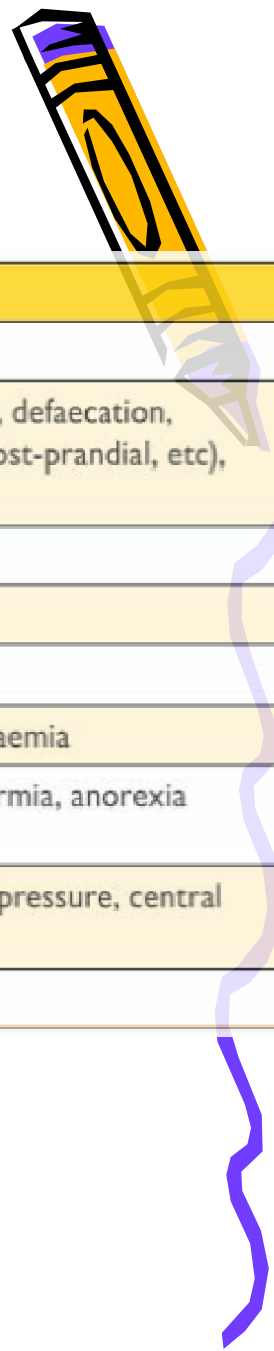 , defaecation,
ost-prandial, etc),
aemia
rmia, anorexia
pressure, central